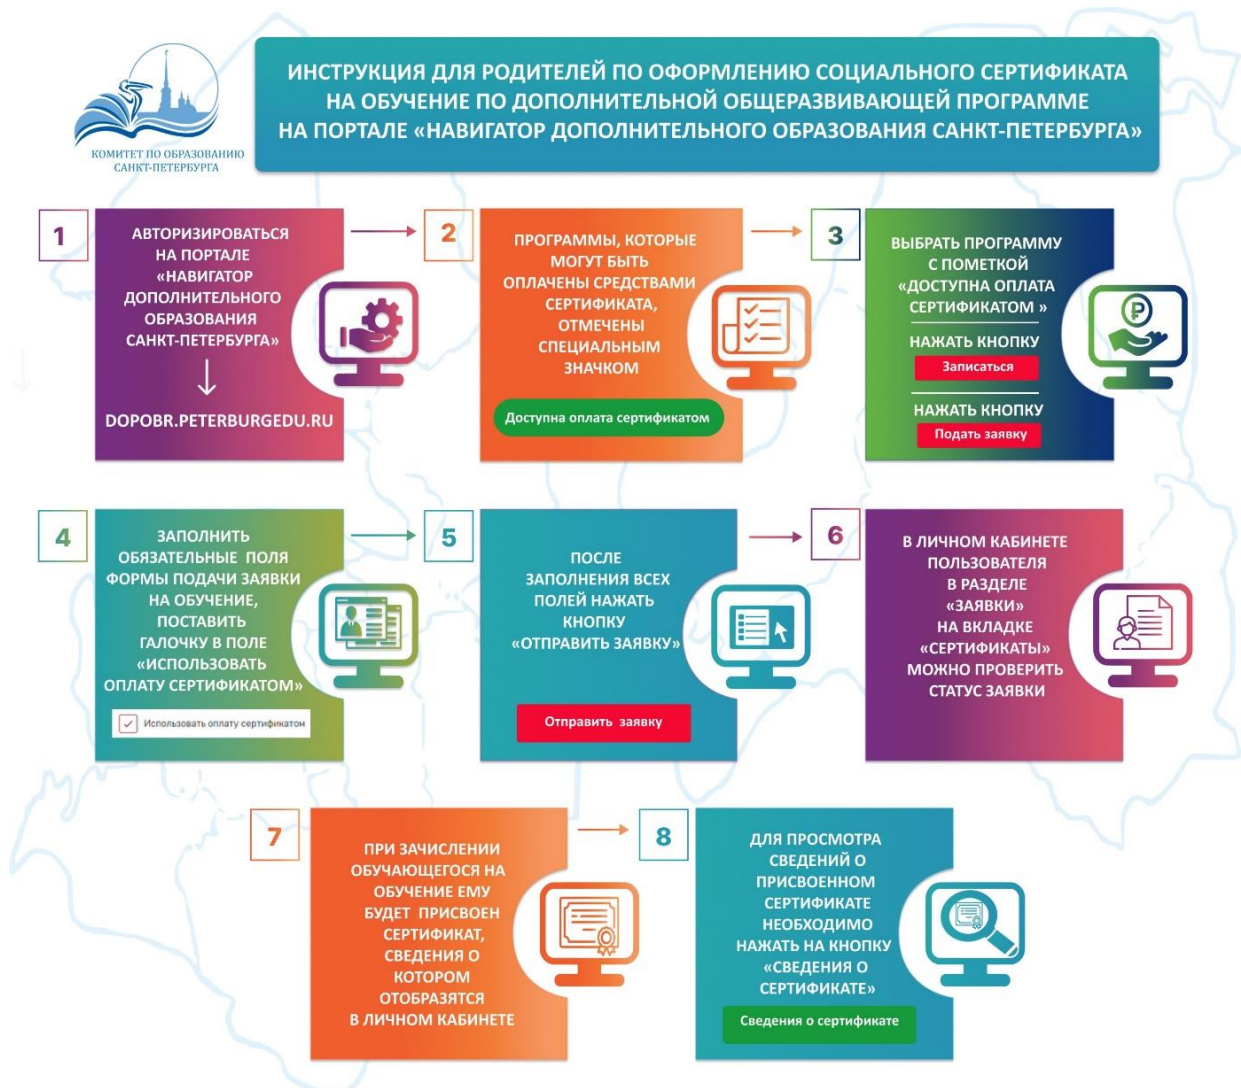 КОМИТЕТ ПО ОБРАЗОВАНИЮ
САНКТ-ПЕТЕРБУРГА
ИНСТРУКЦИЯ ДЛЯ РОДИТЕЛЕЙ ПО ОФОРМЛЕНИЮ СОЦИАЛЬНОГО СЕРТИФИКАТА
НА ОБУЧЕНИЕ ПО ДОПОЛНИТЕЛЬНОЙ ОБЩЕРАЗВИВАЮЩЕЙ ПРОГРАММЕ
НА ПОРТАЛЕ «НАВИГАТОР ДОПОЛНИТЕЛЬНОГО ОБРАЗОВАНИЯ САНКТ-ПЕТЕРБУРГА»
1
АВТОРИЗИРОВАТЬСЯ
НА ПОРТАЛЕ
«НАВИГАТОР
ДОПОЛНИТЕЛЬНОГО
ОБРАЗОВАНИЯ
САНКТ-ПЕТЕРБУРГА»
DOPOBR.PETERBURGEDU.RU
2
ПРОГРАММЫ, КОТОРЫЕ
МОГУТ БЫТЬ
ОПЛАЧЕНЫ СРЕДСТВАМИ
СЕРТИФИКАТА,
ОТМЕЧЕНЫ
СПЕЦИАЛЬНЫМ
ЗНАЧКОМ
Доступна оплата сертификатом
3
ВЫБРАТЬ ПРОГРАММУ
С ПОМЕТКОЙ
«ДОСТУПНА ОПЛАТА
СЕРТИФИКАТОМ »
НАЖАТЬ КНОПКУ
Записаться
НАЖАТЬ КНОПКУ
Подать заявку
4
ЗАПОЛНИТЬ
ОБЯЗАТЕЛЬНЫЕ ПОЛЯ
ФОРМЫ ПОДАЧИ ЗАЯВКИ
НА ОБУЧЕНИЕ,
ПОСТАВИТЬ
ГАЛОЧКУ В ПОЛЕ
«ИСПОЛЬЗОВАТЬ
ОПЛАТУ СЕРТИФИКАТОМ»
Использовать оплату сертификатом
5
ПОСЛЕ
ЗАПОЛНЕНИЯ ВСЕХ
ПОЛЕЙ НАЖАТЬ
КНОПКУ
«ОТПРАВИТЬ ЗАЯВКУ»
Отправить заявку
6
В ЛИЧНОМ КАБИНЕТЕ
ПОЛЬЗОВАТЕЛЯ
В РАЗДЕЛЕ
«ЗАЯВКИ»
НА ВКЛАДКЕ
«СЕРТИФИКАТЫ»
МОЖНО ПРОВЕРИТЬ
СТАТУС ЗАЯВКИ
7
ПРИ ЗАЧИСЛЕНИИ
ОБУЧАЮЩЕГОСЯ НА
ОБУЧЕНИЕ ЕМУ
БУДЕТ ПРИСВОЕН
СЕРТИФИКАТ,
СВЕДЕНИЯ О
КОТОРОМ
ОТОБРАЗЯТСЯ
В ЛИЧНОМ КАБИНЕТЕ
8
ДЛЯ ПРОСМОТРА
СВЕДЕНИЙ О
ПРИСВОЕННОМ
СЕРТИФИКАТЕ
НЕОБХОДИМО
НАЖАТЬ НА КНОПКУ
«СВЕДЕНИЯ О
СЕРТИФИКАТЕ»
Сведения о сертификате